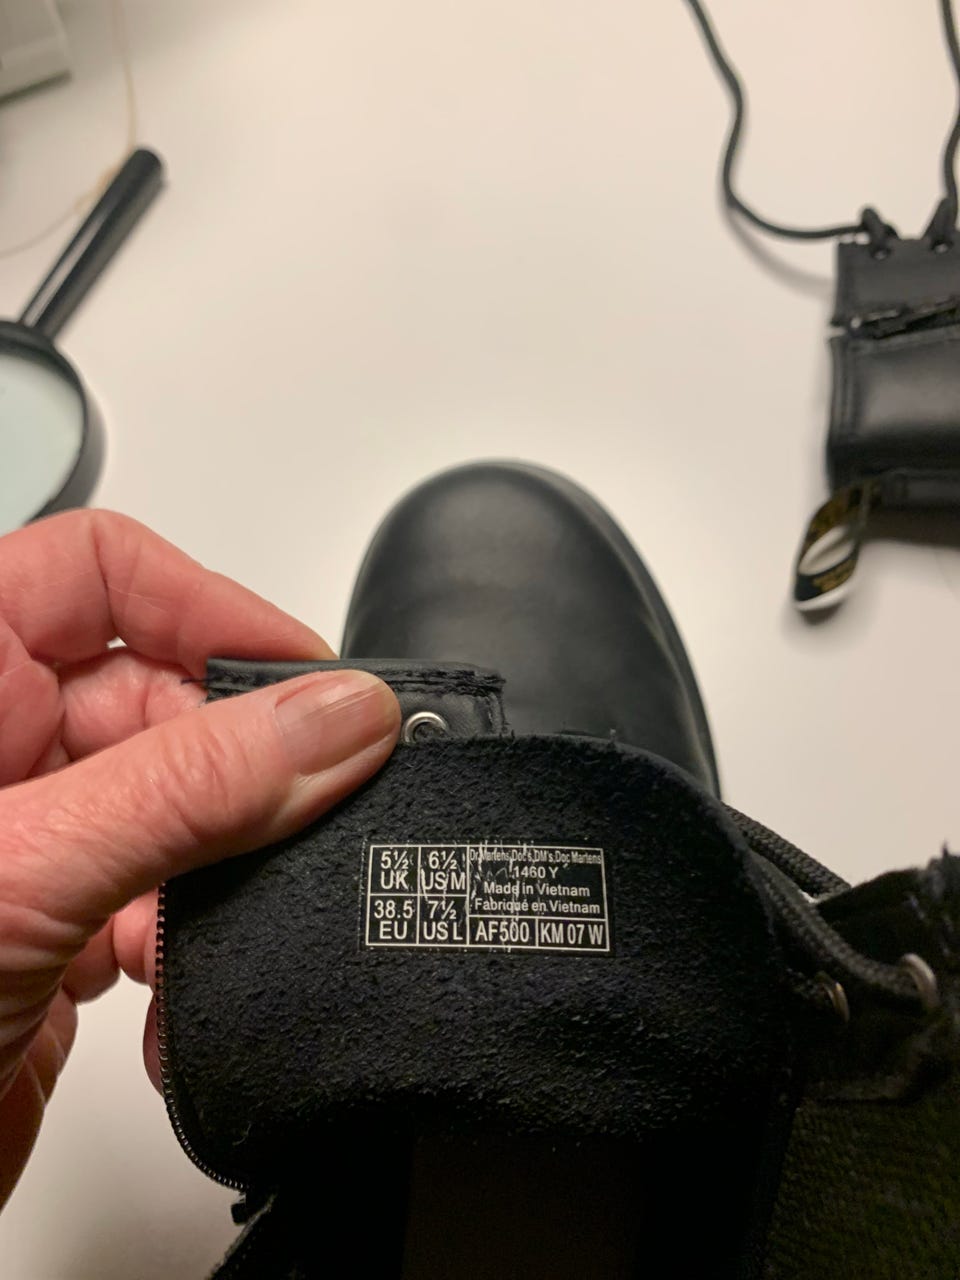 5½ UK
6½ US M
Dr.Martens,Doc's,DM's,Doc Martens
1460 Y
Made in Vietnam
Fabriqué en Vietnam
38.5 EU
7½ US L
AF500
KM 07 W